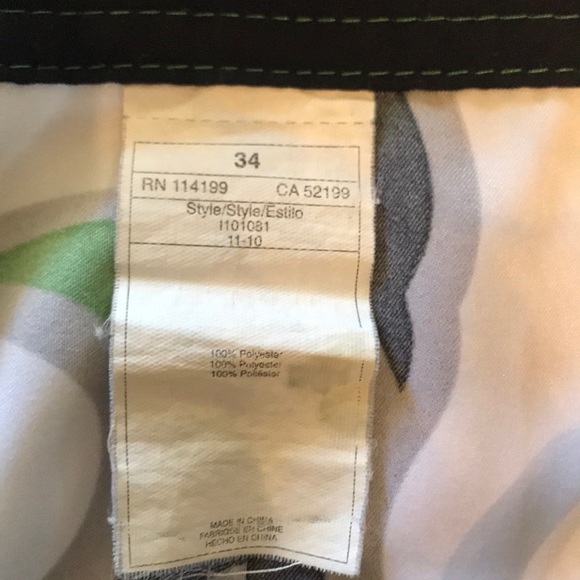 34
RN 114199 CA 52199
Style/Style/Estilo
I101081
11-10
100% Polyester
100% Polyester
100% Poliéster
MADE IN CHINA
FABRIQUÉ EN CHINE
HECHO EN CHINA